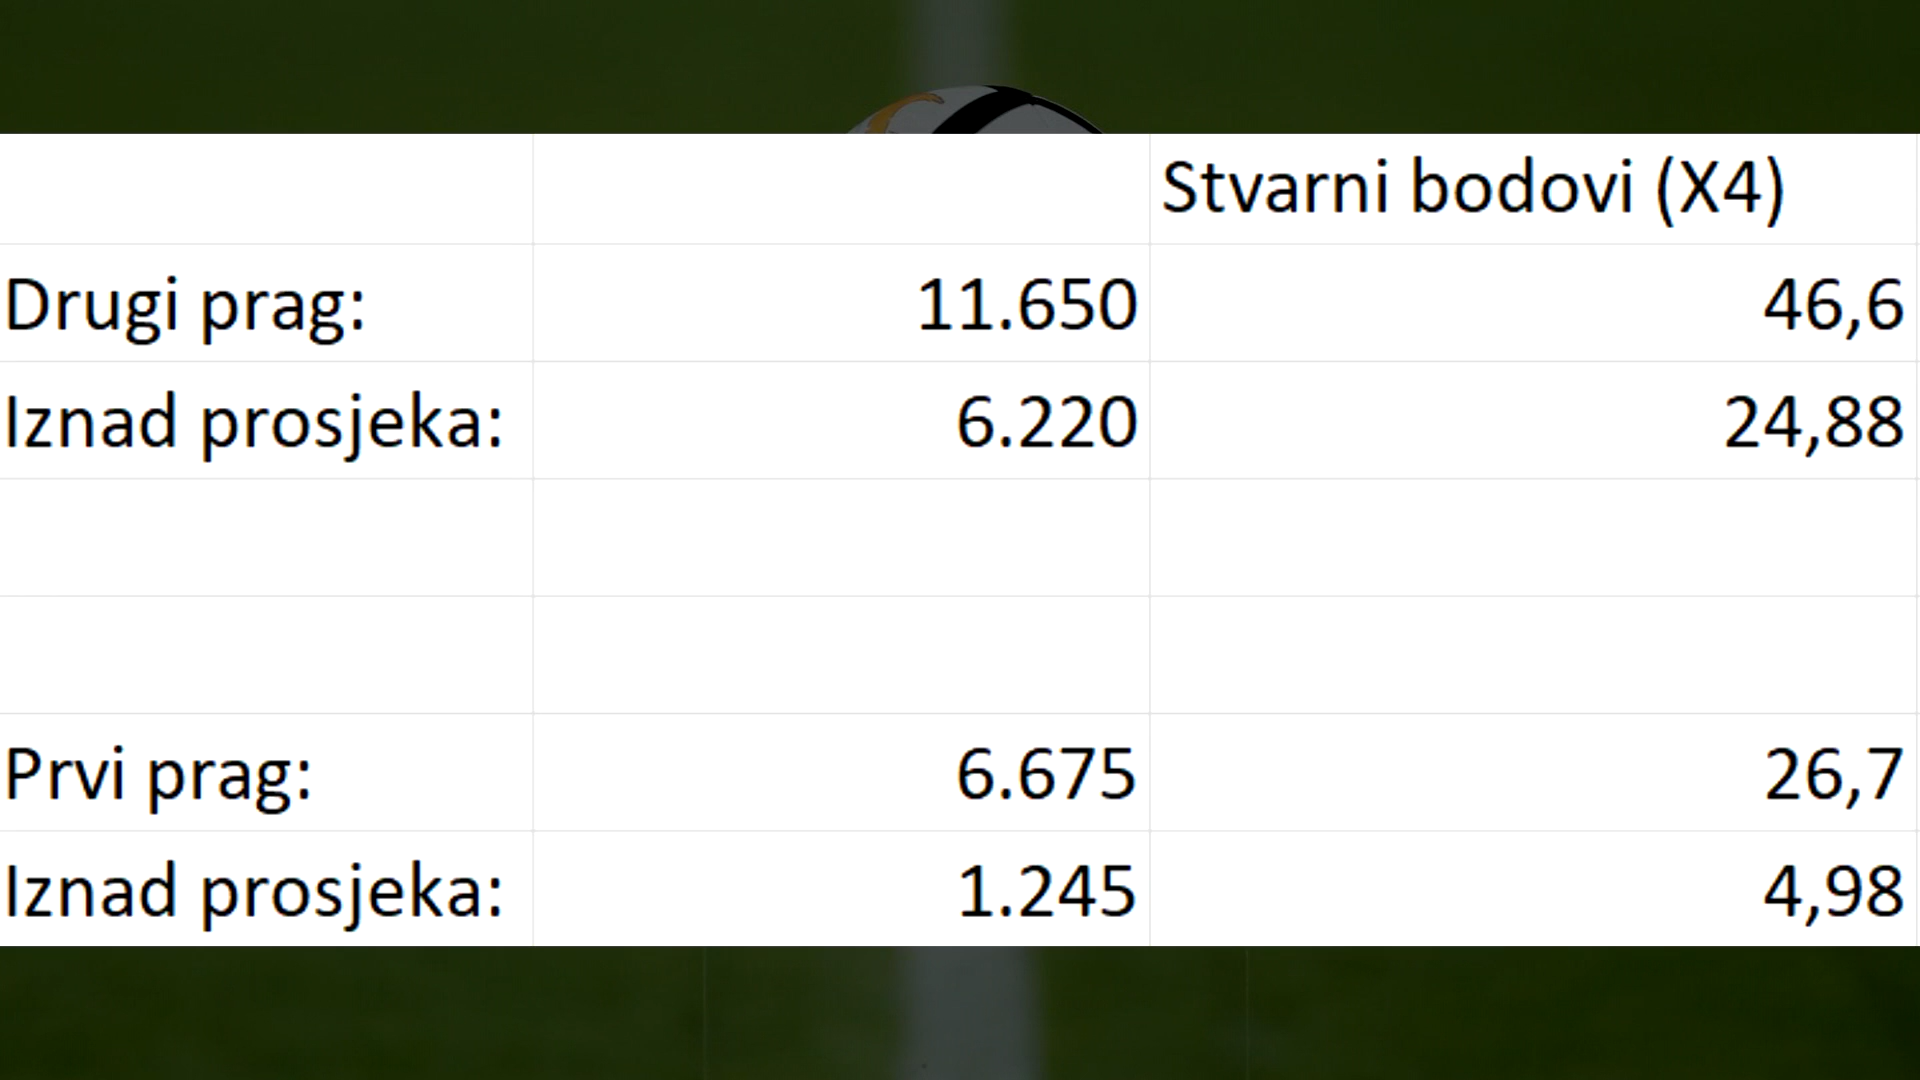 Stvarni bodovi (X4)
Drugi prag: 11.650 46,6
Iznad prosjeka: 6.220 24,88
Prvi prag: 6.675 26,7
Iznad prosjeka: 1.245 4,98